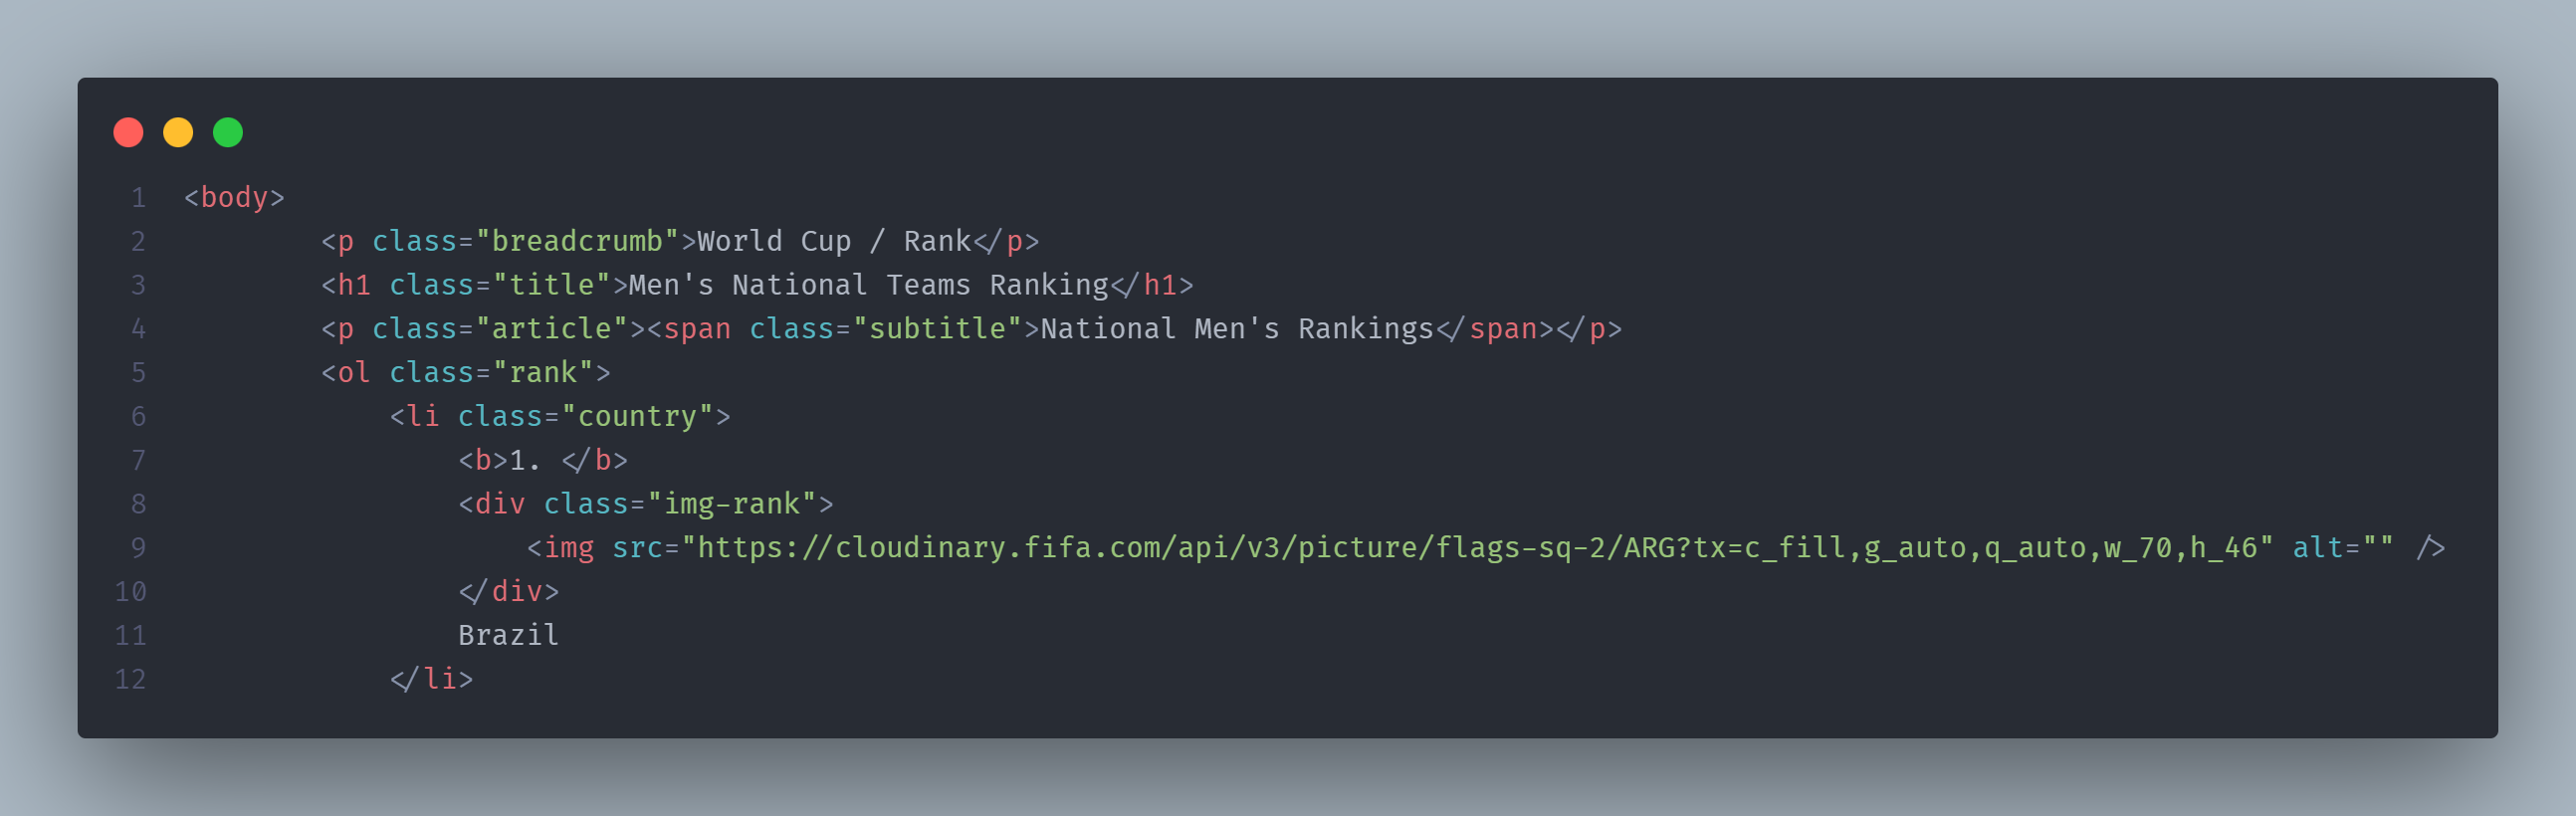 1 <body>
2 <p class="breadcrumb">World Cup / Rank</p>
3 <h1 class="title">Men's National Teams Ranking</h1>
4 <p class="article"><span class="subtitle">National Men's Rankings</span></p>
5 <ol class="rank">
6 <li class="country">
7 <b>1. </b>
8 <div class="img-rank">
9 <img src="https://cloudinary.fifa.com/api/v3/picture/flags-sq-2/ARG?tx=c_fill,g_auto,q_auto,w_70,h_46" alt="" />
10 </div>
11 Brazil
12 </li>